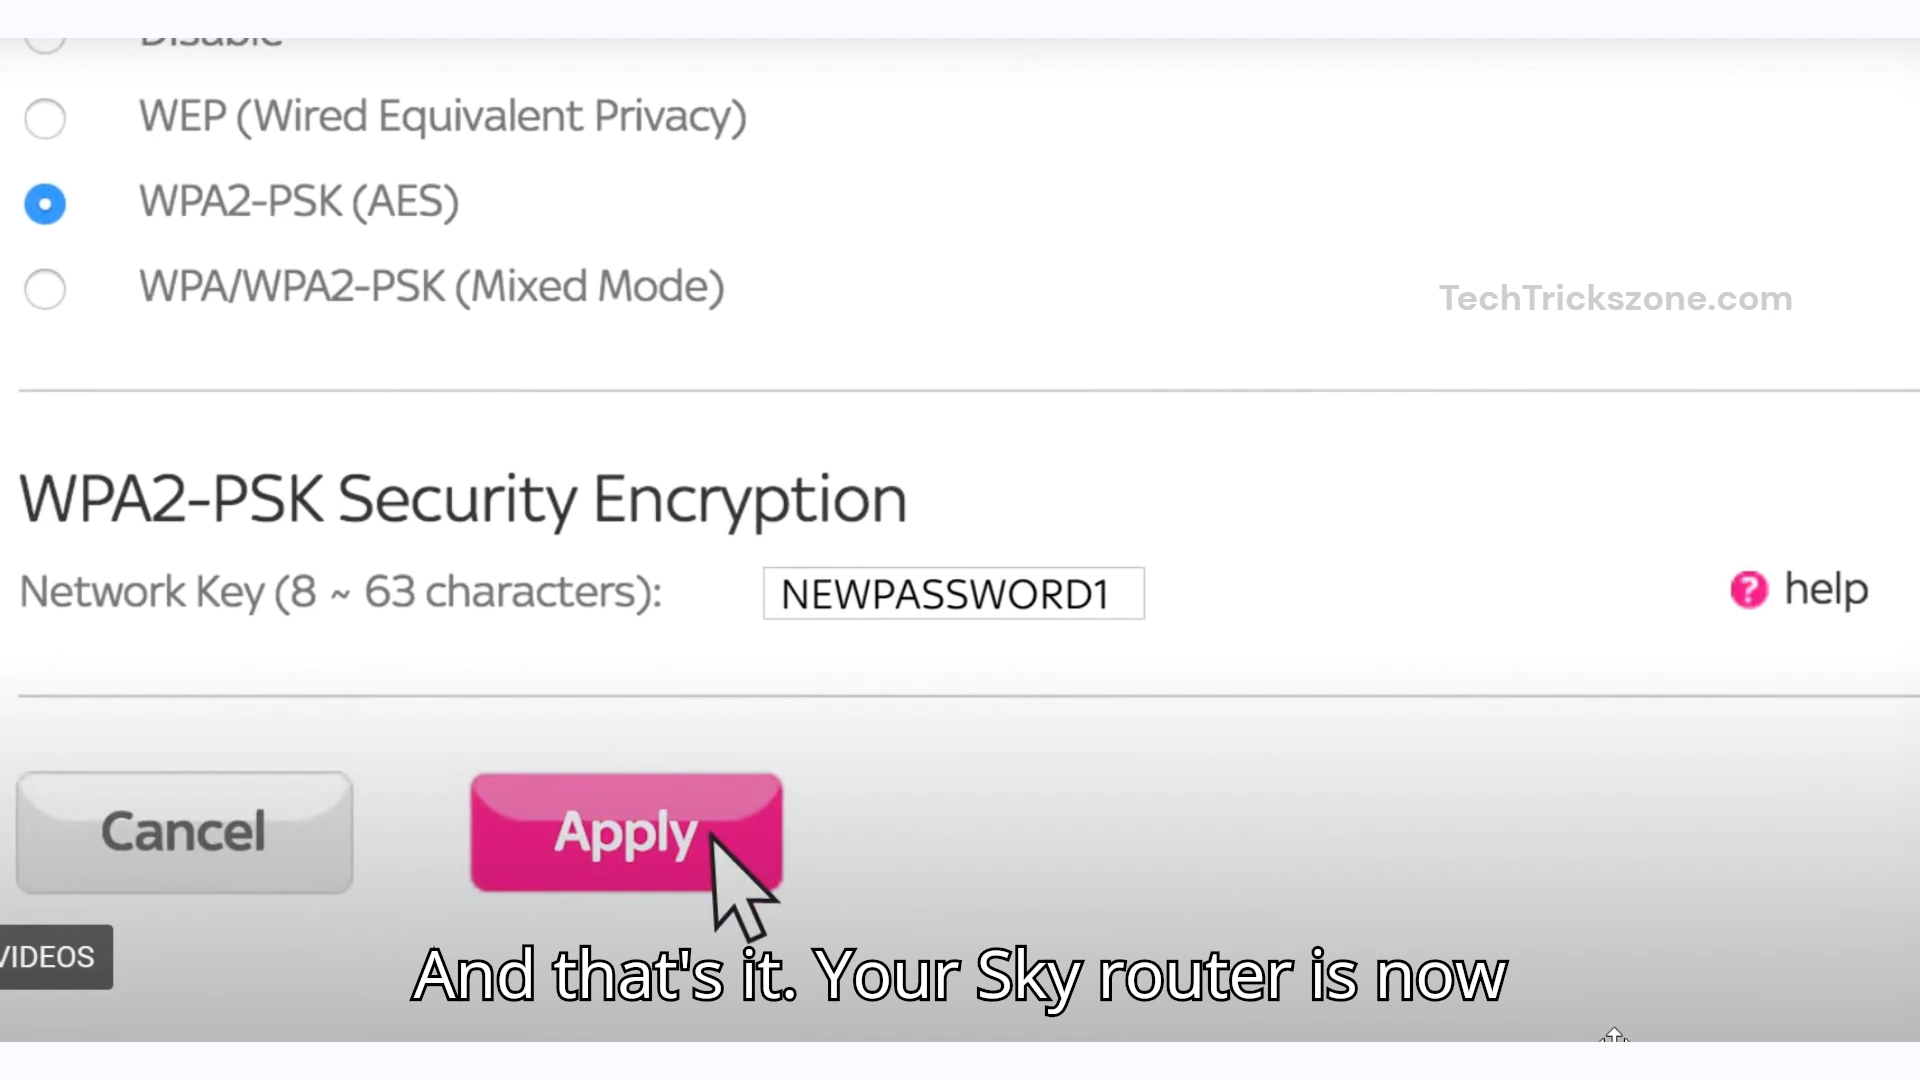 Disable
WEP (Wired Equivalent Privacy)
WPA2-PSK (AES)
WPA/WPA2-PSK (Mixed Mode)
TechTrickszone.com
WPA2-PSK Security Encryption
Network Key (8 ~ 63 characters):
NEWPASSWORD1
? help
Cancel
Apply
VIDEOS
And that's it. Your Sky router is now